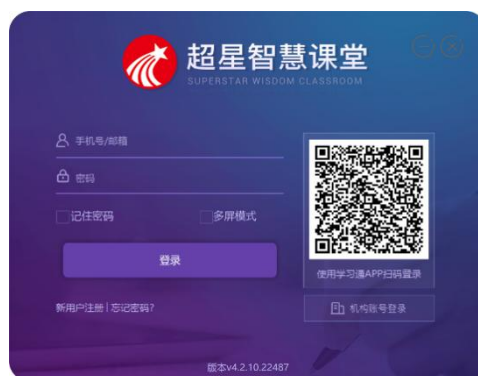 超星智慧课堂
SUPERSTAR WISDOM CLASSROOM
手机号/邮箱
密码
记住密码
多屏模式
登录
使用学习通APP扫码登录
新用户注册 | 忘记密码?
机构账号登录
版本v4.2.10.22487